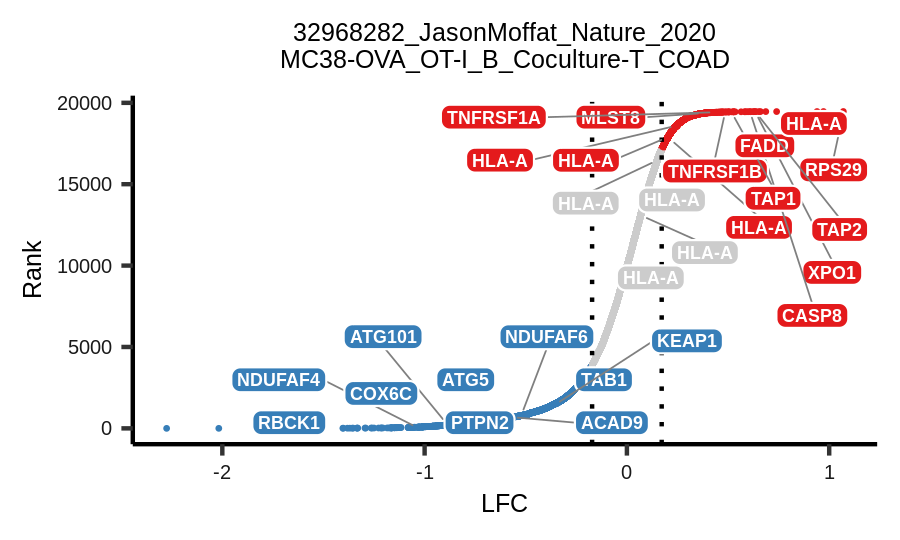 32968282_JasonMoffat_Nature_2020
MC38-OVA_OT-I_B_Coculture-T_COAD
Rank
20000
15000
10000
5000
0
TNFRSF1A
MLST8
HLA-A
HLA-A
HLA-A
FADD
RPS29
TNFRSF1B
HLA-A
HLA-A
TAP1
HLA-A
TAP2
HLA-A
XPO1
HLA-A
CASP8
ATG101
NDUFAF6
KEAP1
NDUFAF4
COX6C
ATG5
TAB1
RBCK1
PTPN2
ACAD9
-2
-1
0
1
LFC